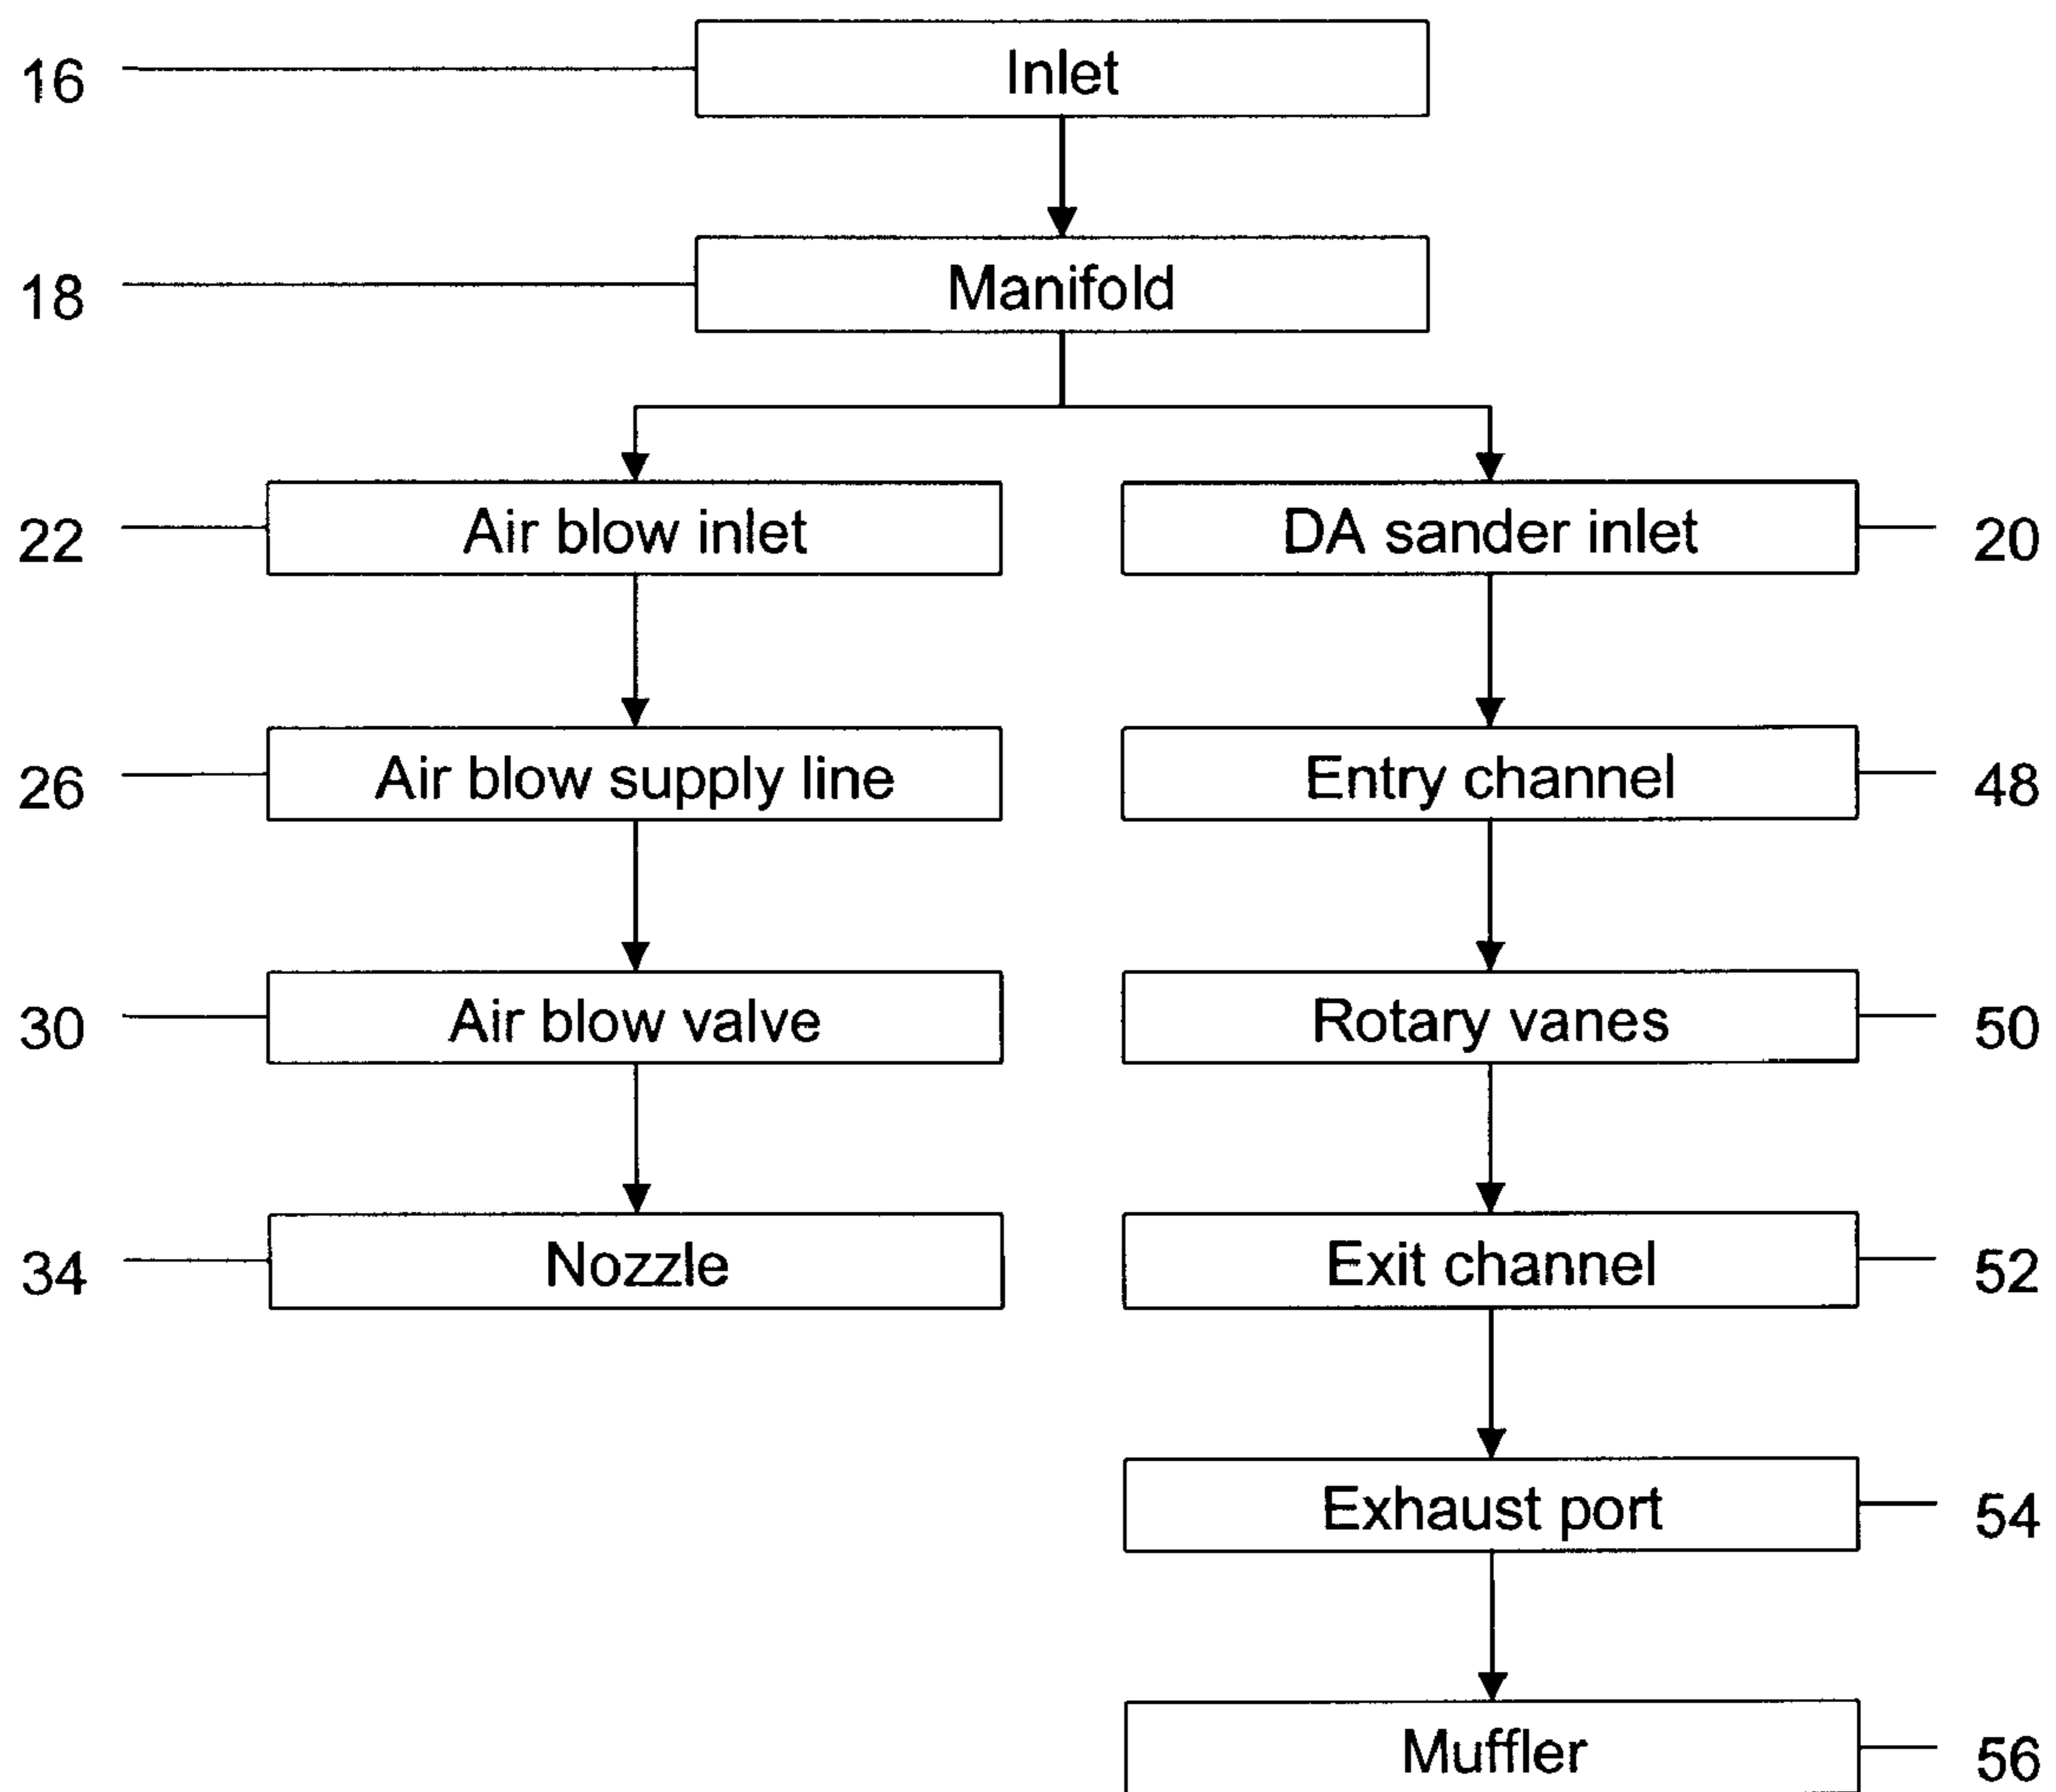 16 Inlet
18 Manifold
22 Air blow inlet DA sander inlet 20
26 Air blow supply line Entry channel 48
30 Air blow valve Rotary vanes 50
34 Nozzle Exit channel 52
Exhaust port 54
Muffler 56